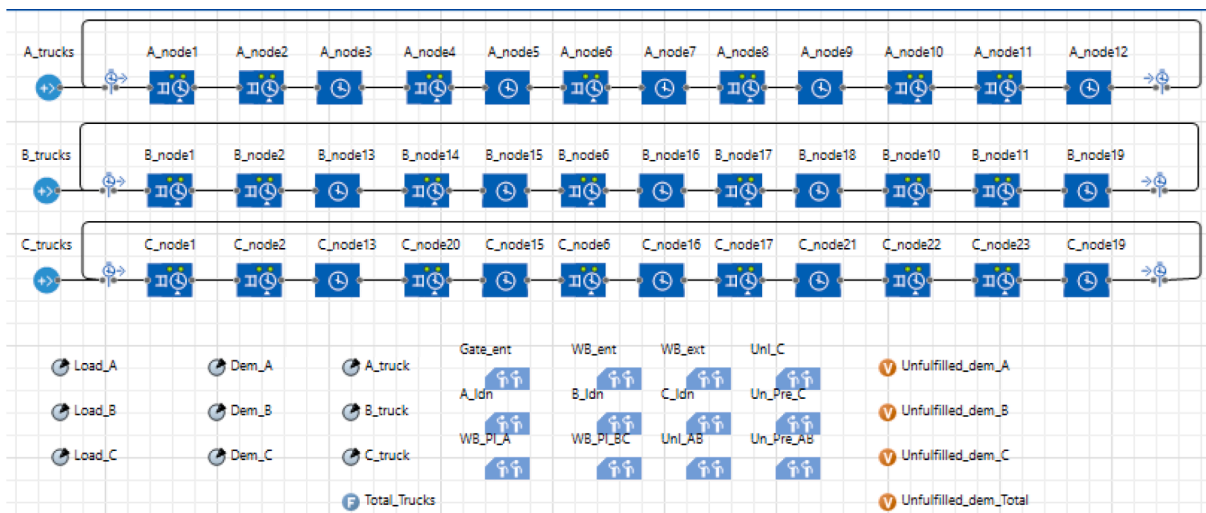 A_trucks A_node1 A_node2 A_node3 A_node4 A_node5 A_node6 A_node7 A_node8 A_node9 A_node10 A_node11 A_node12
B_trucks B_node1 B_node2 B_node13 B_node14 B_node15 B_node6 B_node16 B_node17 B_node18 B_node10 B_node11 B_node19
C_trucks C_node1 C_node2 C_node13 C_node20 C_node15 C_node6 C_node16 C_node17 C_node21 C_node22 C_node23 C_node19
Gate_ent WB_ent WB_ext Unl_C
Load_A Dem_A A_truck Unfulfilled_dem_A
A_ldn B_ldn C_ldn Un_Pre_C
Load_B Dem_B B_truck Unfulfilled_dem_B
WB_Pl_A WB_Pl_BC Unl_AB Un_Pre_AB
Load_C Dem_C C_truck Unfulfilled_dem_C
F Total_Trucks V Unfulfilled_dem_Total